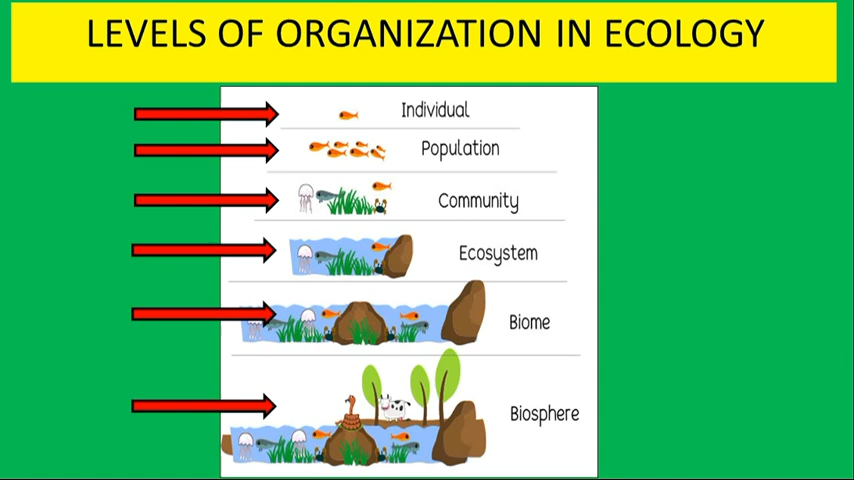 LEVELS OF ORGANIZATION IN ECOLOGY
Individual
Population
Community
Ecosystem
Biome
Biosphere